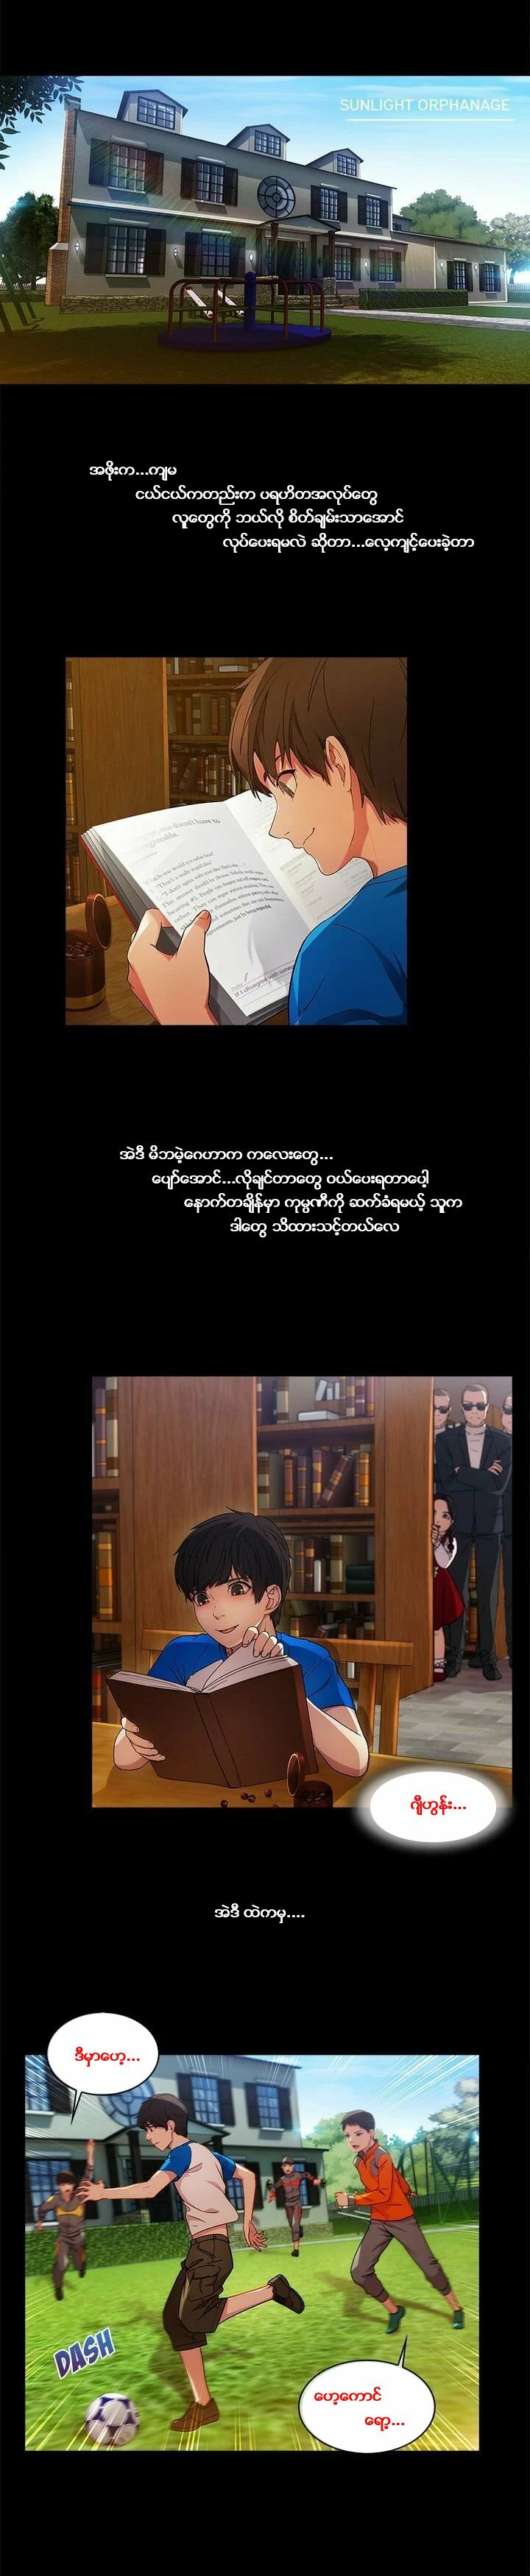 SUNLIGHT ORPHANAGE
အဖိုးက...ကျမ
ငယ်ငယ်ကတည်းက ပရဟိတအလုပ်တွေ
လူတွေကို ဘယ်လို စိတ်ချမ်းသာအောင်
လုပ်ပေးရမလဲ ဆိုတာ...လေ့ကျင့်ပေးခဲ့တာ
အဲဒီ မိဘမဲ့ဂေဟာက ကလေးတွေ...
ပျော်အောင်...လိုချင်တာတွေ ဝယ်ပေးရတာပေါ့
နောက်တချိန်မှာ ကုမ္ပဏီကို ဆက်ခံရမယ့် သူက
ဒါတွေ သိထားသင့်တယ်လေ
ဂျီဟွန်း...
အဲဒီ ထဲကမှ....
ဒီမှာဟေ့...
DASH
ဟေ့ကောင်
ရော့...